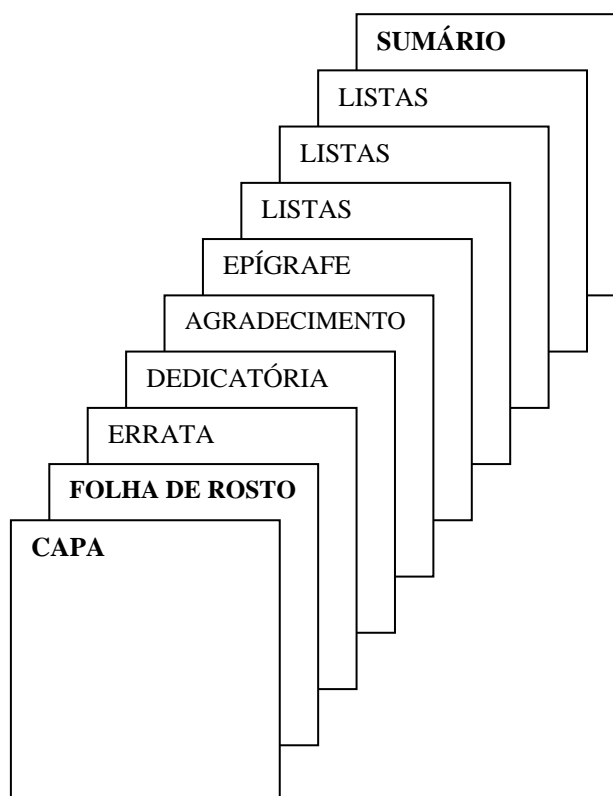 SUMÁRIO
LISTAS
LISTAS
LISTAS
EPÍGRAFE
AGRADECIMENTO
DEDICATÓRIA
ERRATA
FOLHA DE ROSTO
CAPA